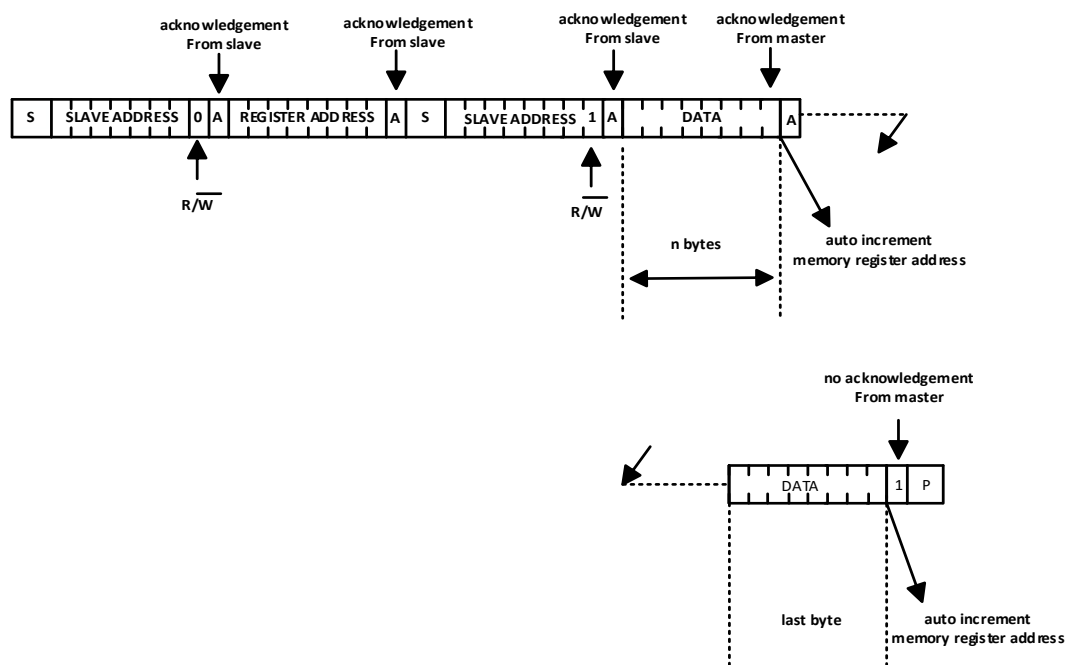 acknowledgement
From slave
acknowledgement
From slave
acknowledgement
From slave
acknowledgement
From master
S SLAVE ADDRESS 0 A REGISTER ADDRESS A S SLAVE ADDRESS 1 A DATA A
R/W
R/W
n bytes
auto increment
memory register address
no acknowledgement
From master
DATA 1 P
last byte
auto increment
memory register address